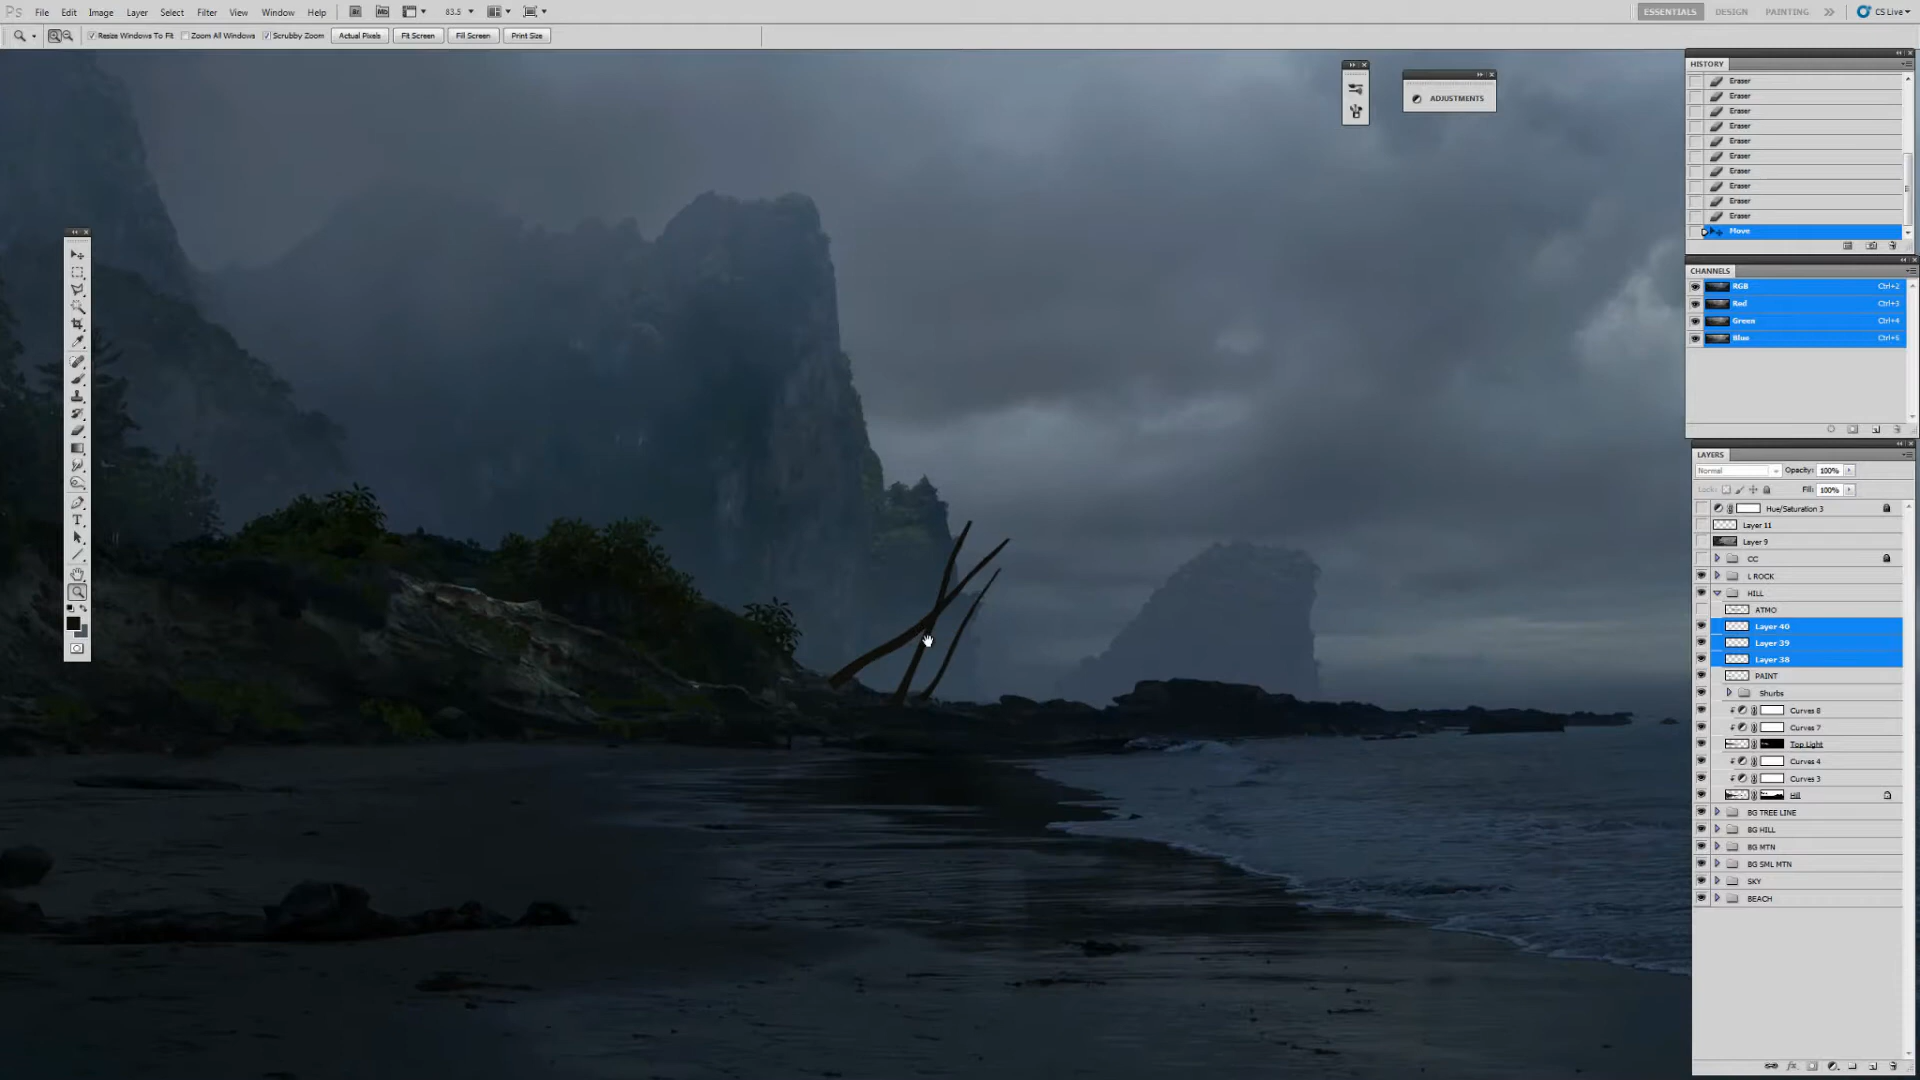 Ps File Edit Image Layer Select Filter View Window Help Br Mb 83.5 ESSENTIALS DESIGN PAINTING CS Live
Resize Windows To Fit Zoom All Windows Scrubby Zoom Actual Pixels Fit Screen Fill Screen Print Size
HISTORY
Eraser
Eraser
Eraser
Eraser
Eraser
Eraser
Eraser
Eraser
Eraser
Eraser
Move
ADJUSTMENTS
CHANNELS
RGB Ctrl+2
Red Ctrl+3
Green Ctrl+4
Blue Ctrl+5
LAYERS
Normal Opacity: 100%
Lock: Fill: 100%
Hue/Saturation 3
Layer 11
Layer 9
CC
L ROCK
HILL
ATMO
Layer 40
Layer 39
Layer 38
PAINT
Shurbs
Curves 6
Curves 7
Top Light
Curves 4
Curves 3
Hill
BG TREE LINE
BG HILL
BG MTN
BG SML MTN
SKY
BEACH
T
fx